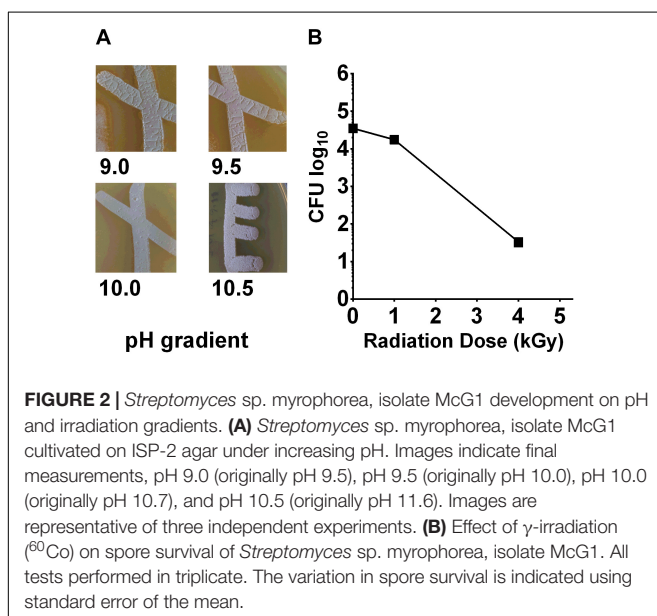 A
B
9.0
9.5
10.0
10.5
pH gradient
CFU log10
6
5
4
3
2
1
0
0 1 2 3 4 5
Radiation Dose (kGy)
FIGURE 2 | Streptomyces sp. myrophorea, isolate McG1 development on pH
and irradiation gradients. (A) Streptomyces sp. myrophorea, isolate McG1
cultivated on ISP-2 agar under increasing pH. Images indicate final
measurements, pH 9.0 (originally pH 9.5), pH 9.5 (originally pH 10.0), pH 10.0
(originally pH 10.7), and pH 10.5 (originally pH 11.6). Images are
representative of three independent experiments. (B) Effect of γ-irradiation
(⁶⁰Co) on spore survival of Streptomyces sp. myrophorea, isolate McG1. All
tests performed in triplicate. The variation in spore survival is indicated using
standard error of the mean.